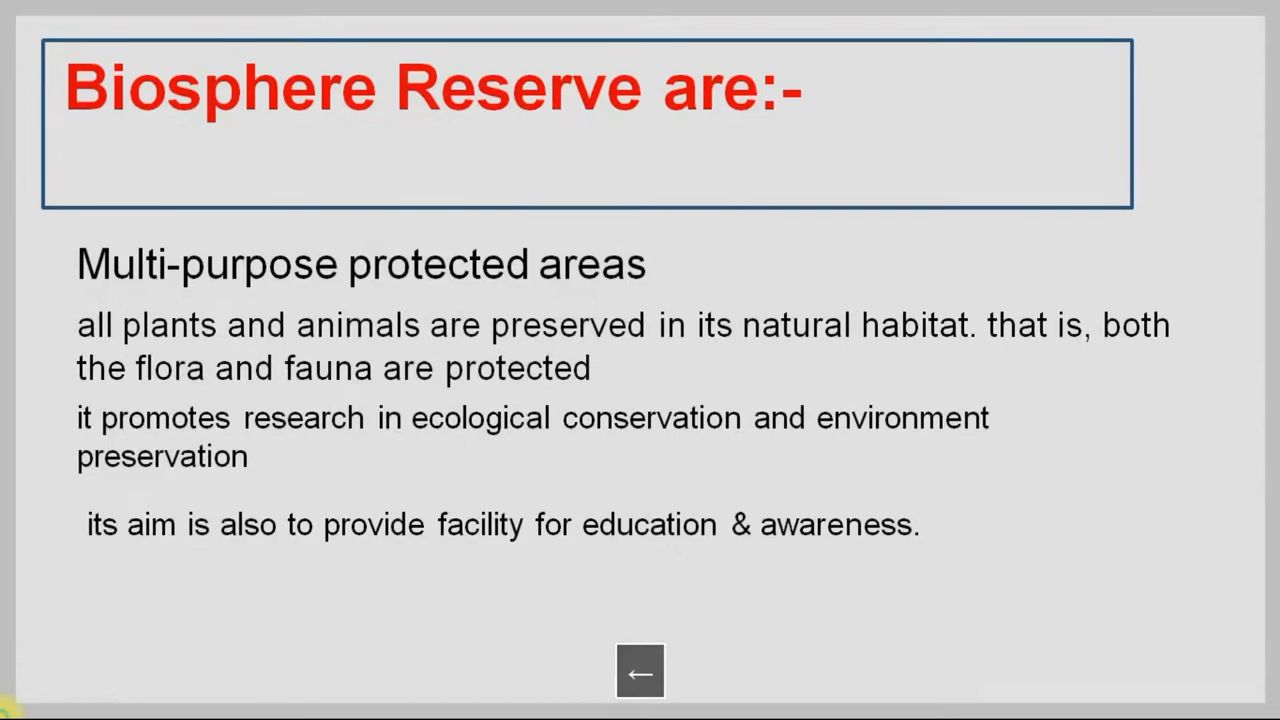 Biosphere Reserve are:-
Multi-purpose protected areas
all plants and animals are preserved in its natural habitat. that is, both
the flora and fauna are protected
it promotes research in ecological conservation and environment
preservation
its aim is also to provide facility for education & awareness.
←